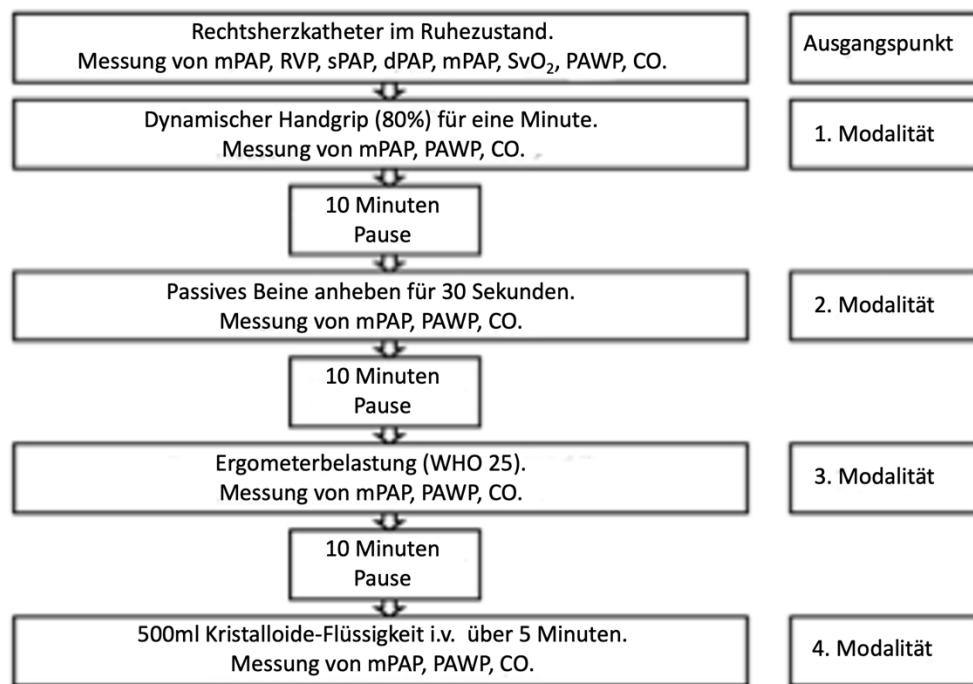 Rechtsherzkatheter im Ruhezustand.
Messung von mPAP, RVP, sPAP, dPAP, mPAP, SvO₂, PAWP, CO.
Ausgangspunkt
Dynamischer Handgrip (80%) für eine Minute.
Messung von mPAP, PAWP, CO.
1. Modalität
10 Minuten
Pause
Passives Beine anheben für 30 Sekunden.
Messung von mPAP, PAWP, CO.
2. Modalität
10 Minuten
Pause
Ergometerbelastung (WHO 25).
Messung von mPAP, PAWP, CO.
3. Modalität
10 Minuten
Pause
500ml Kristalloide-Flüssigkeit i.v. über 5 Minuten.
Messung von mPAP, PAWP, CO.
4. Modalität